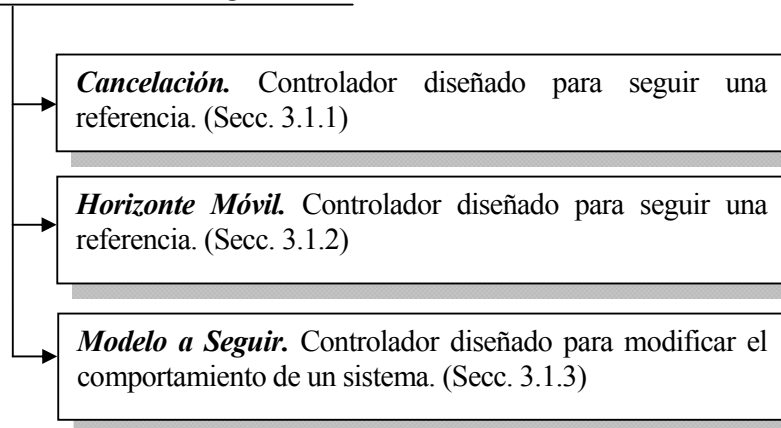 Cancelación. Controlador diseñado para seguir una
referencia. (Secc. 3.1.1)
Horizonte Móvil. Controlador diseñado para seguir una
referencia. (Secc. 3.1.2)
Modelo a Seguir. Controlador diseñado para modificar el
comportamiento de un sistema. (Secc. 3.1.3)